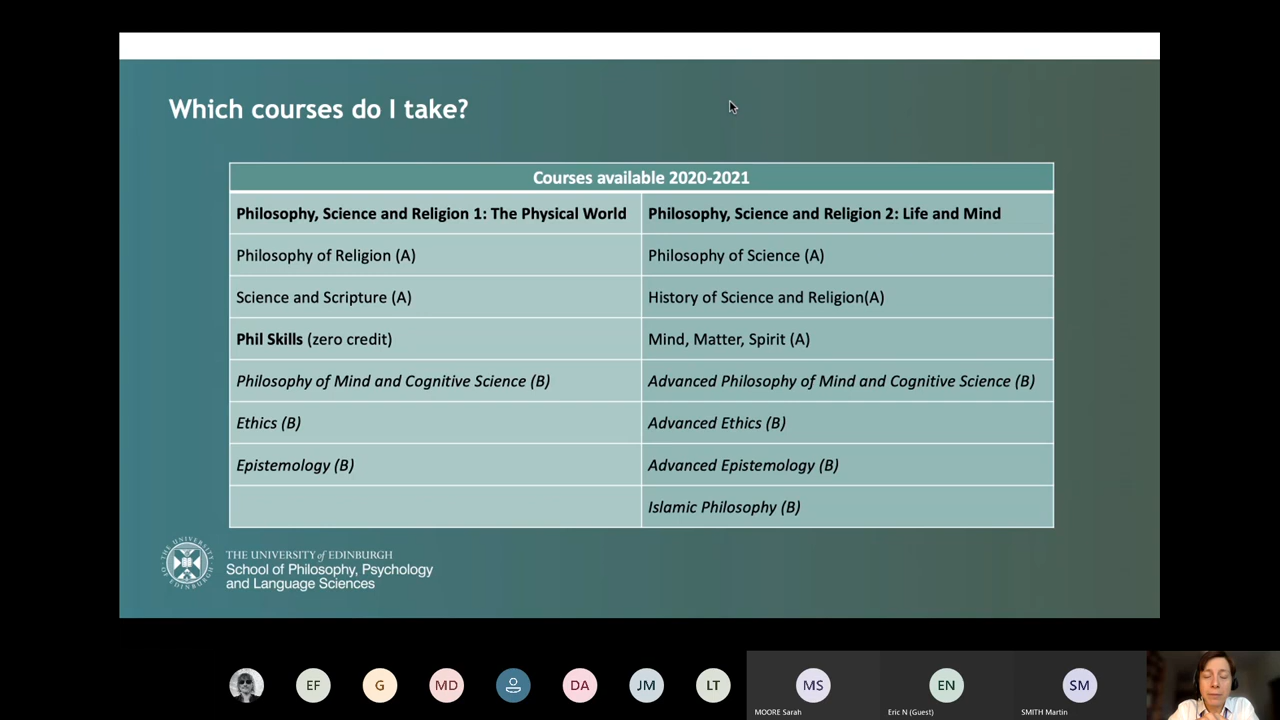 Which courses do I take?
Courses available 2020-2021
Philosophy, Science and Religion 1: The Physical World
Philosophy, Science and Religion 2: Life and Mind
Philosophy of Religion (A)
Philosophy of Science (A)
Science and Scripture (A)
History of Science and Religion(A)
Phil Skills (zero credit)
Mind, Matter, Spirit (A)
Philosophy of Mind and Cognitive Science (B)
Advanced Philosophy of Mind and Cognitive Science (B)
Ethics (B)
Advanced Ethics (B)
Epistemology (B)
Advanced Epistemology (B)
Islamic Philosophy (B)
THE UNIVERSITY of EDINBURGH
School of Philosophy, Psychology
and Language Sciences
EF
G
MD
DA
JM
LT
MS
EN
SM
MOORE Sarah
Eric N (Guest)
SMITH Martin